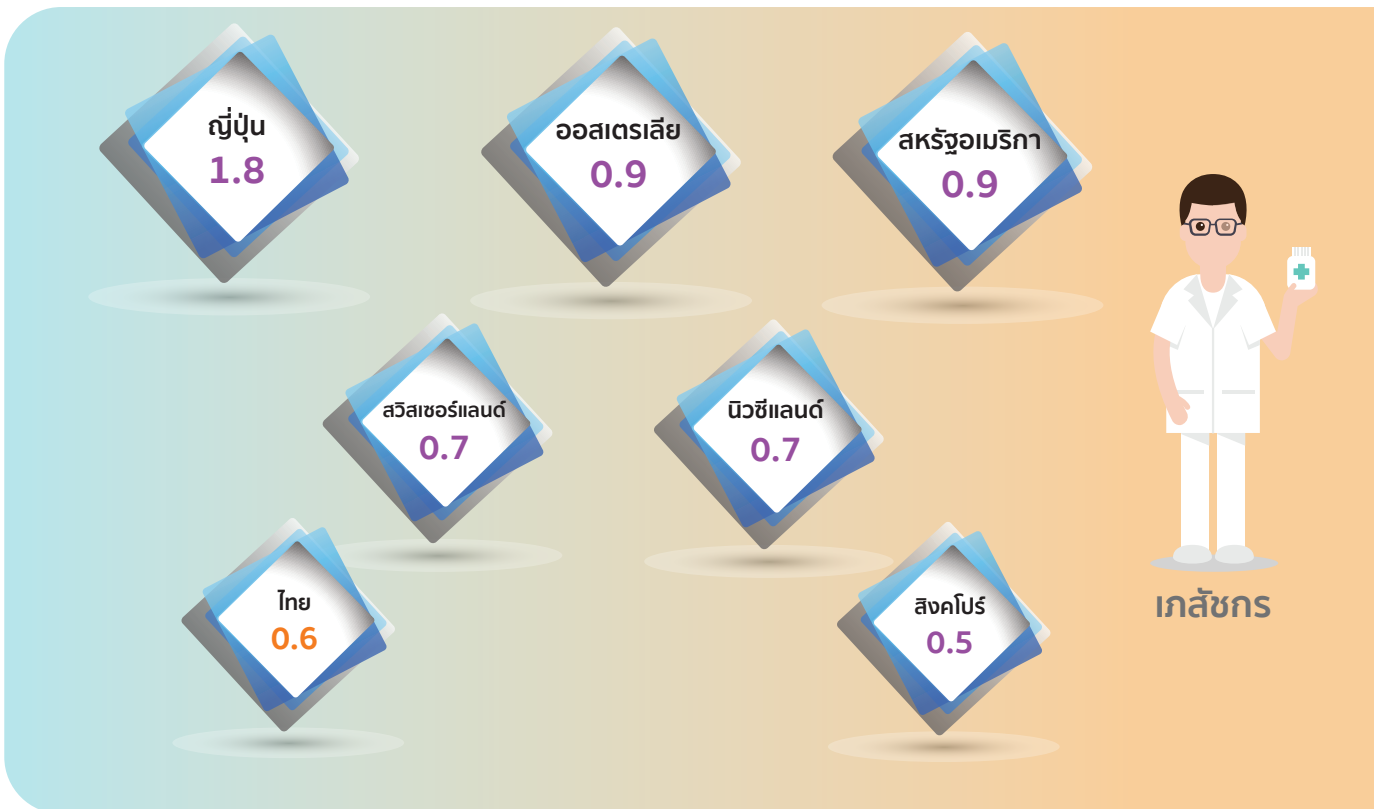 ญี่ปุ่น
1.8
ออสเตรเลีย
0.9
สหรัฐอเมริกา
0.9
สวิสเซอร์แลนด์
0.7
นิวซีแลนด์
0.7
ไทย
0.6
สิงคโปร์
0.5
เภสัชกร